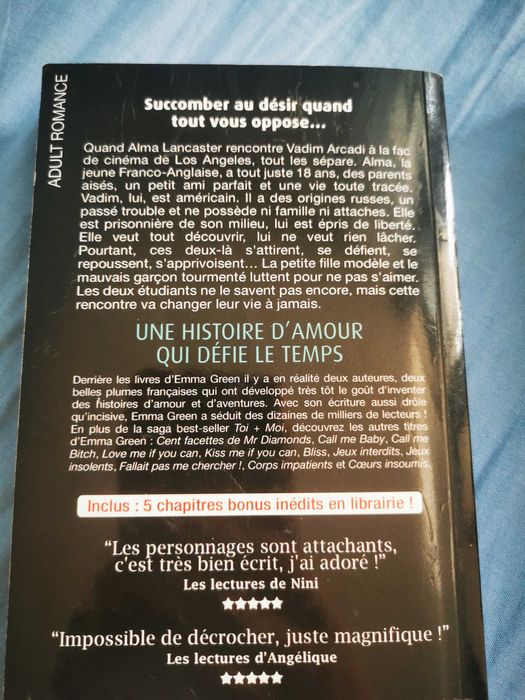 ADULT ROMANCE
Succomber au désir quand
tout vous oppose...
Quand Alma Lancaster rencontre Vadim Arcadi à la fac
de cinéma de Los Angeles, tout les sépare. Alma, la
jeune Franco-Anglaise, a tout juste 18 ans, des parents
aisés, un petit ami parfait et une vie toute tracée.
Vadim, lui, est américain. Il a des origines russes, un
passé trouble et ne possède ni famille ni attaches. Elle
est prisonnière de son milieu, lui est épris de liberté.
Elle veut tout découvrir, lui ne veut rien lâcher.
Pourtant, ces deux-là s'attirent, se défient, se
repoussent, s'apprivoisent... La petite fille modèle et le
mauvais garçon tourmenté luttent pour ne pas s'aimer.
Les deux étudiants ne le savent pas encore, mais cette
rencontre va changer leur vie à jamais.
UNE HISTOIRE D'AMOUR
QUI DÉFIE LE TEMPS
Derrière les livres d'Emma Green il y a en réalité deux auteures, deux
belles plumes françaises qui ont développé très tôt le goût d'inventer
des histoires d'amour et d'aventures. Avec son écriture aussi drôle
qu'incisive, Emma Green a séduit des dizaines de milliers de lecteurs !
En plus de la saga best-seller Toi + Moi, découvrez les autres titres
d'Emma Green : Cent facettes de Mr Diamonds, Call me Baby, Call me
Bitch, Love me if you can, Kiss me if you can, Bliss, Jeux interdits, Jeux
insolents, Fallait pas me chercher !, Corps impatients et Cœurs insoumis.
Inclus : 5 chapitres bonus inédits en librairie !
“Les personnages sont attachants,
c'est très bien écrit, j'ai adoré !”
Les lectures de Nini
★★★★★
“Impossible de décrocher, juste magnifique !”
Les lectures d'Angélique
★★★★★